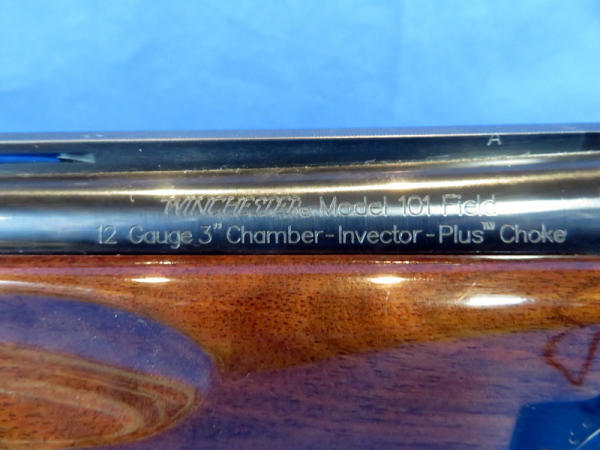 A
WINCHESTER® Model 101 Field
12 Gauge 3" Chamber-Invector-Plus™ Choke